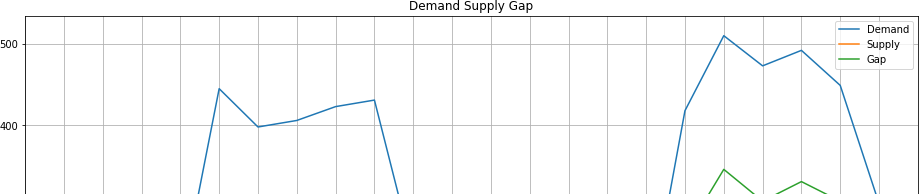 Demand Supply Gap
500
400
Demand
Supply
Gap